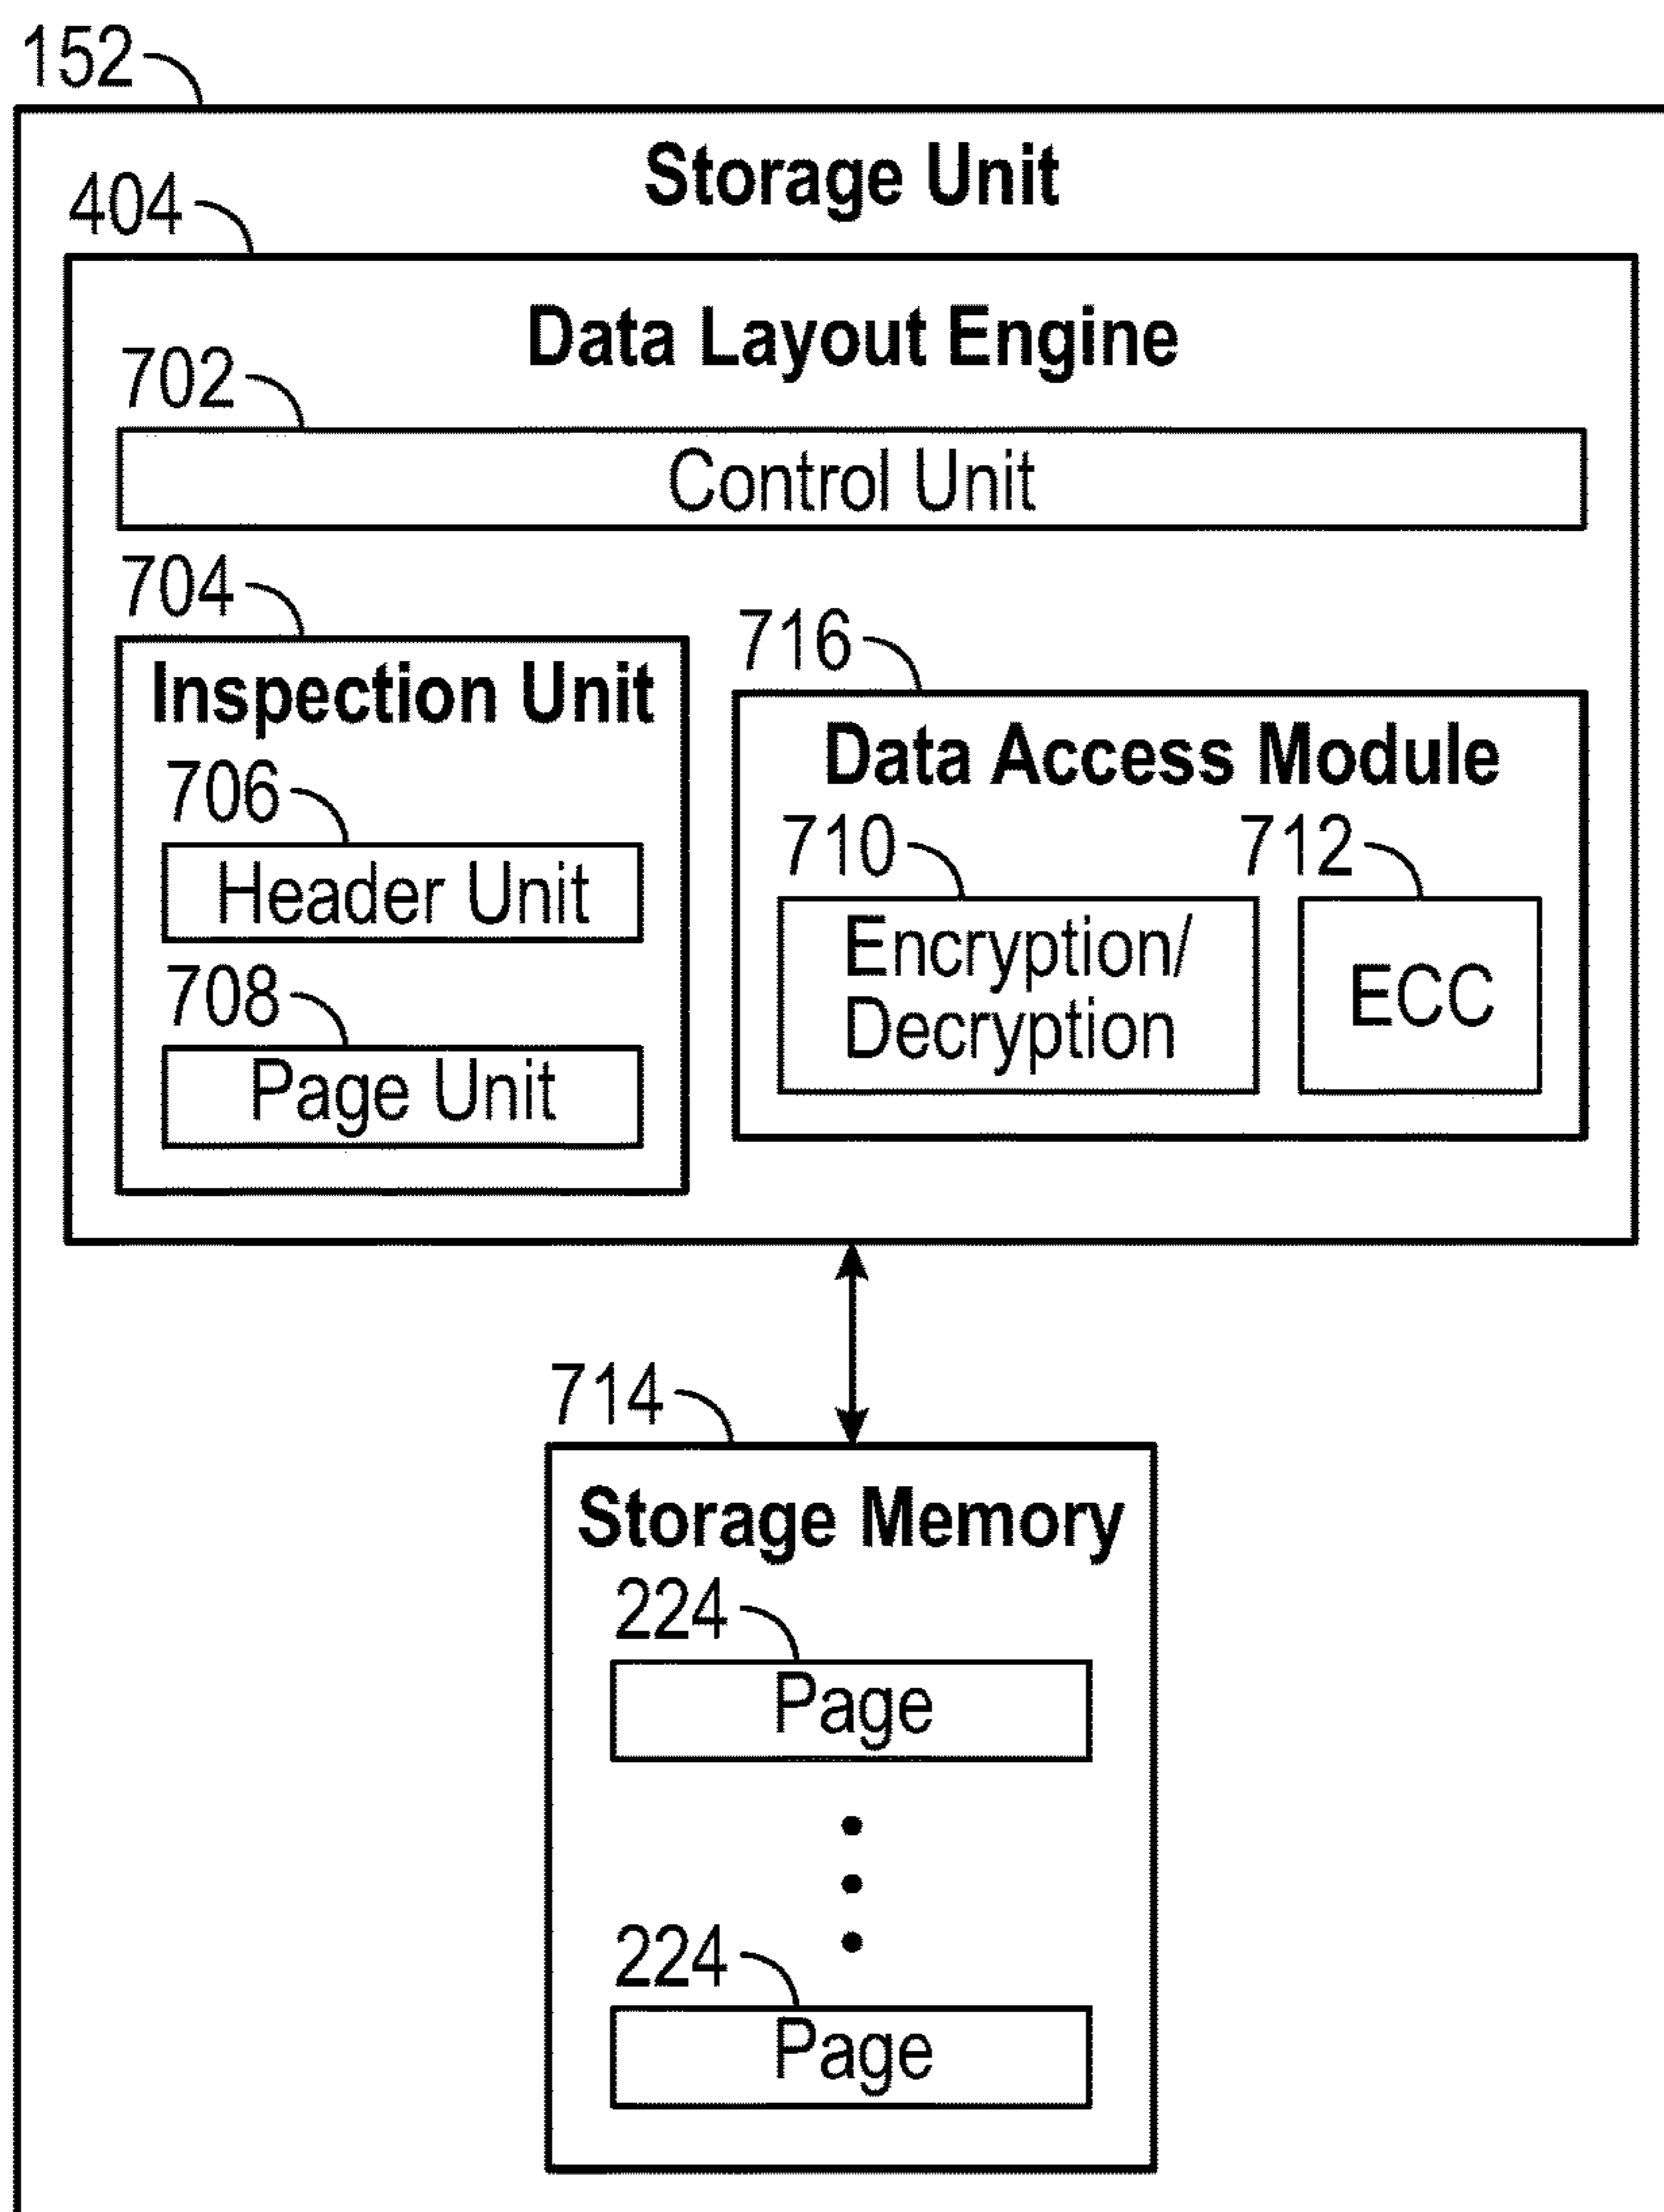 152
Storage Unit
404
Data Layout Engine
702
Control Unit
704
Inspection Unit
706
Header Unit
708
Page Unit
716
Data Access Module
710
Encryption/
Decryption
712
ECC
714
Storage Memory
224
Page
224
Page